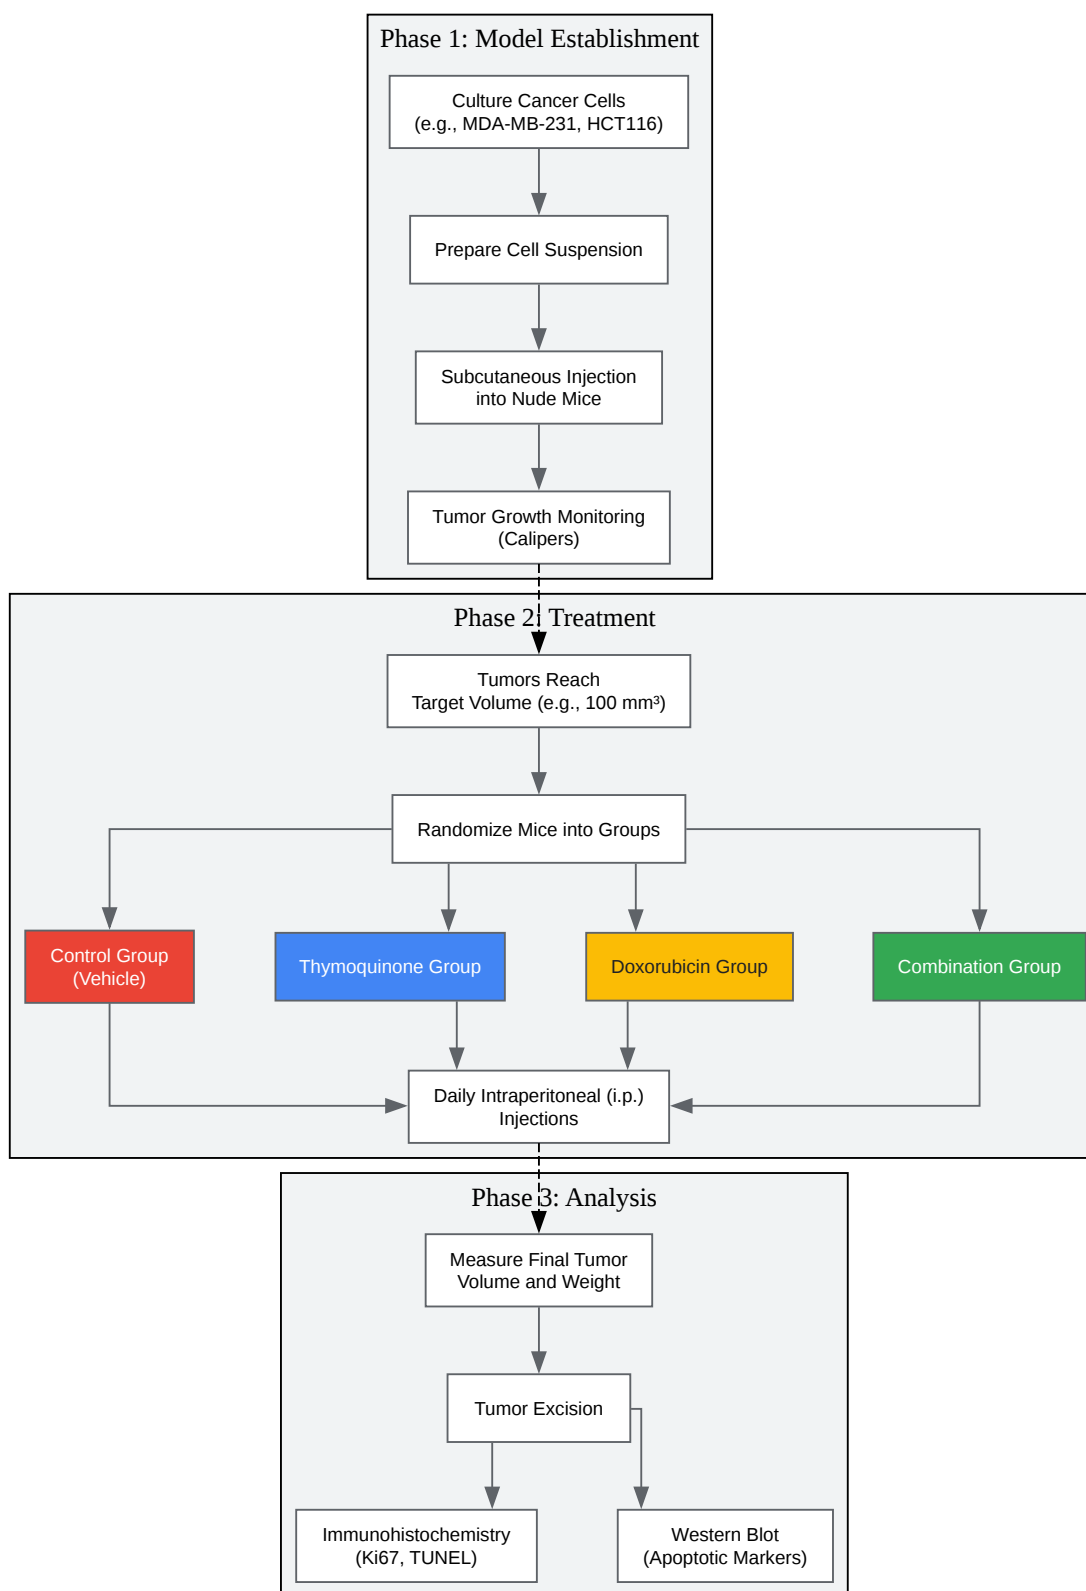 Phase 1: Model Establishment
Culture Cancer Cells
(e.g., MDA-MB-231, HCT116)
Prepare Cell Suspension
Subcutaneous Injection
into Nude Mice
Tumor Growth Monitoring
(Calipers)
Phase 2: Treatment
Tumors Reach
Target Volume (e.g., 100 mm³)
Randomize Mice into Groups
Control Group
(Vehicle)
Thymoquinone Group
Doxorubicin Group
Combination Group
Daily Intraperitoneal (i.p.)
Injections
Phase 3: Analysis
Measure Final Tumor
Volume and Weight
Tumor Excision
Immunohistochemistry
(Ki67, TUNEL)
Western Blot
(Apoptotic Markers)